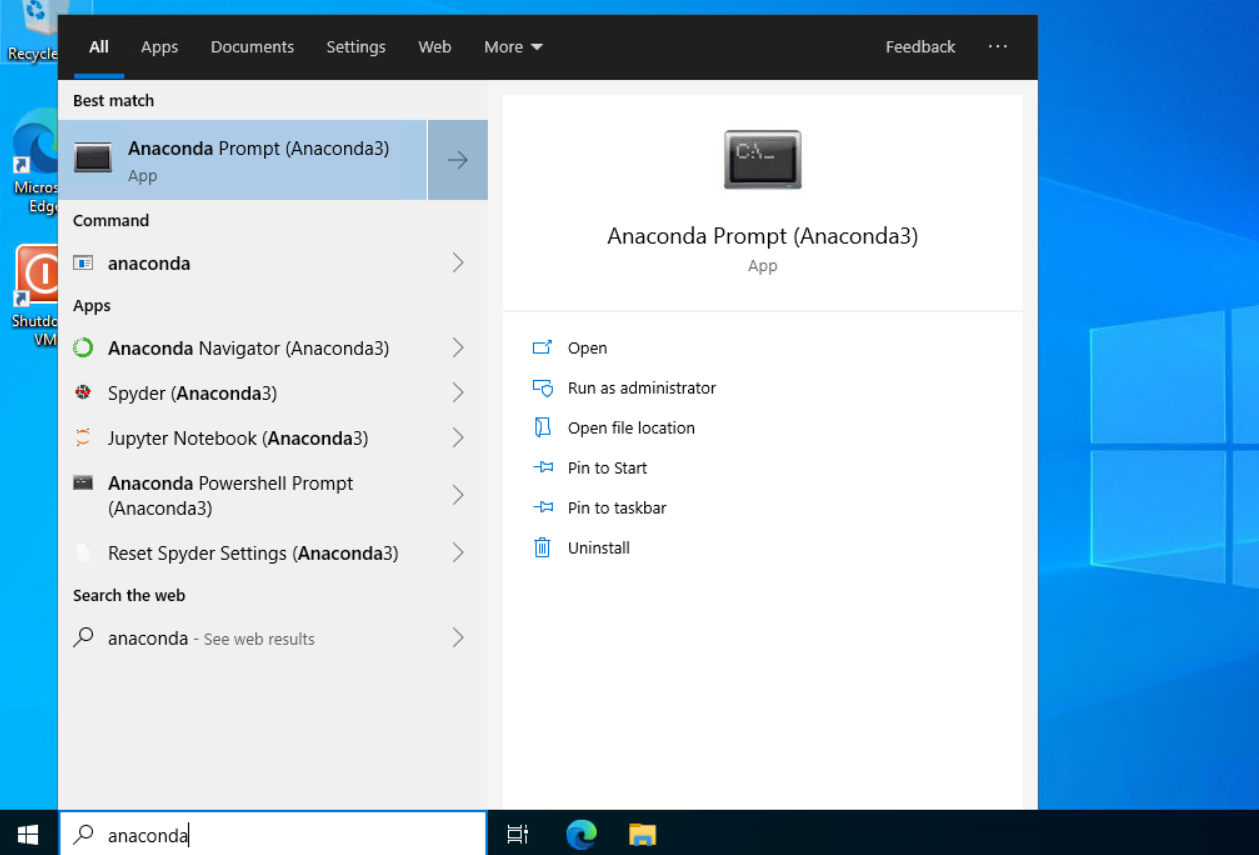 Recycle
Micros
Edge
Shutdo
VM
All Apps Documents Settings Web More Feedback ...
Best match
Anaconda Prompt (Anaconda3)
App
Command
anaconda
Apps
Anaconda Navigator (Anaconda3)
Spyder (Anaconda3)
Jupyter Notebook (Anaconda3)
Anaconda Powershell Prompt
(Anaconda3)
Reset Spyder Settings (Anaconda3)
Search the web
anaconda - See web results
C:\_
Anaconda Prompt (Anaconda3)
App
Open
Run as administrator
Open file location
Pin to Start
Pin to taskbar
Uninstall
anaconda